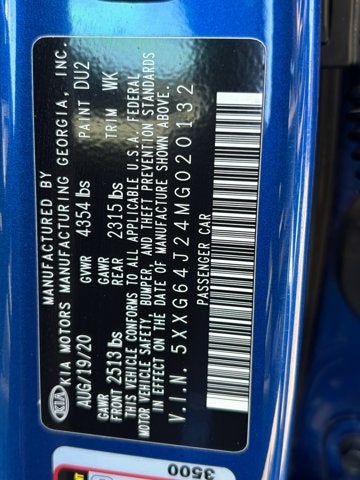 MANUFACTURED BY
KIA KIA MOTORS MANUFACTURING GEORGIA, INC.
AUG/19/20 GVWR 4354 lbs PAINT DU2
GAWR FRONT 2513 lbs GAWR REAR 2315 lbs TRIM WK
THIS VEHICLE CONFORMS TO ALL APPLICABLE U.S.A. FEDERAL
MOTOR VEHICLE SAFETY, BUMPER, AND THEFT PREVENTION STANDARDS
IN EFFECT ON THE DATE OF MANUFACTURE SHOWN ABOVE.
V.I.N. 5XXG64J24MG020132
PASSENGER CAR
3500